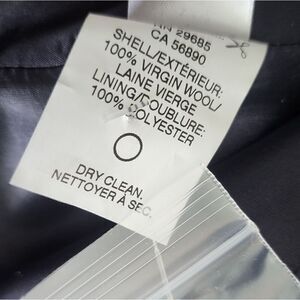 RN 29685
CA 56890
SHELL/EXTÉRIEUR:
100% VIRGIN WOOL/
LAINE VIERGE
LINING/DOUBLURE:
100% POLYESTER
DRY CLEAN.
NETTOYER À SEC.